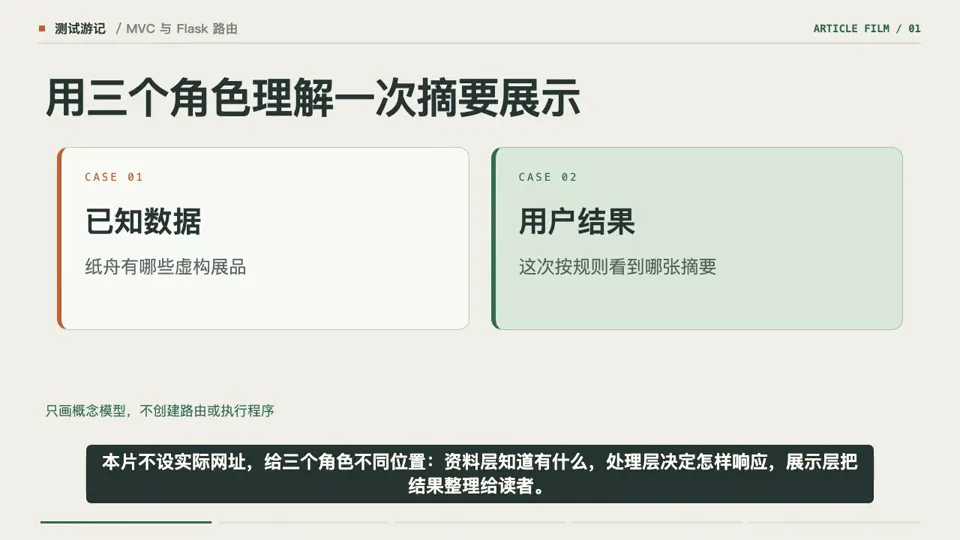 测试游记 / MVC 与 Flask 路由
ARTICLE FILM / 01
用三个角色理解一次摘要展示
CASE 01
已知数据
纸舟有哪些虚构展品
CASE 02
用户结果
这次按规则看到哪张摘要
只画概念模型，不创建路由或执行程序
本片不设实际网址，给三个角色不同位置：资料层知道有什么，处理层决定怎样响应，展示层把
结果整理给读者。